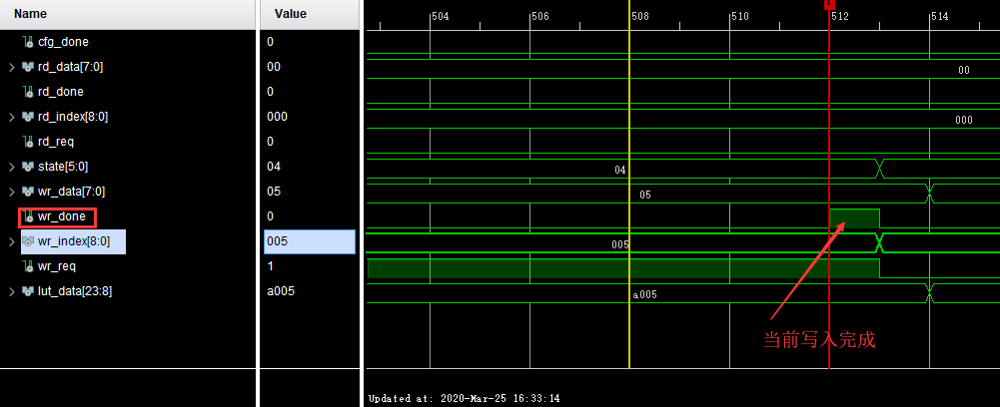 Name Value
504 506 508 510 512 514
cfg_done 0
rd_data[7:0] 00 00
rd_done 0
rd_index[8:0] 000 000
rd_req 0
state[5:0] 04 04
wr_data[7:0] 05 05
wr_done 0
wr_index[8:0] 005 005
wr_req 1
lut_data[23:8] a005 a005
当前写入完成
Updated at: 2020-Mar-25 16:33:14